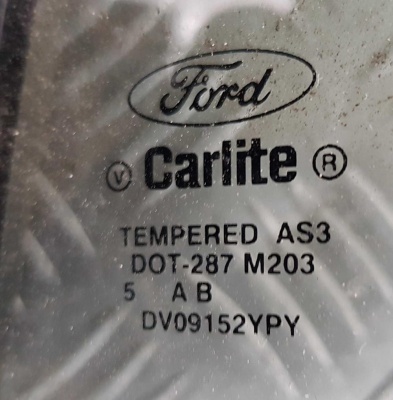 Ford
V Carlite ®
TEMPERED AS3
DOT-287 M203
5 A B
DV09152YPY